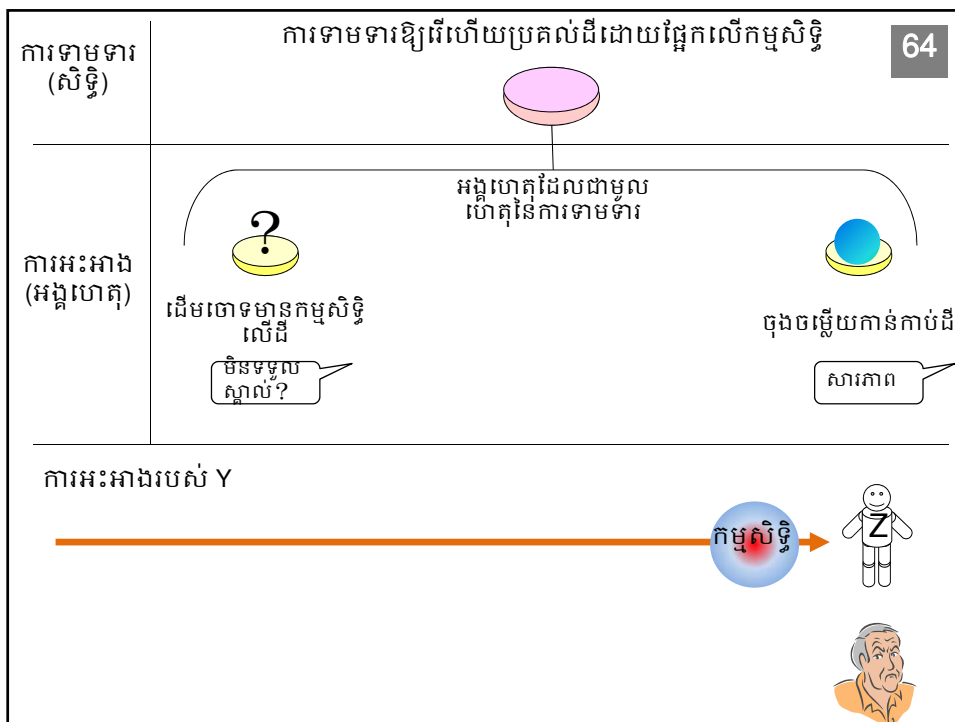 ការទាមទារ
(សិទ្ធិ)
ការទាមទារឱ្យរើហើយប្រគល់ដីដោយផ្អែកលើកម្មសិទ្ធិ
64
អង្គហេតុដែលជាមូល
ហេតុនៃការទាមទារ
?
ការអះអាង
(អង្គហេតុ)
ដើមចោទមានកម្មសិទ្ធិ
លើដី
ចុងចម្លើយកាន់កាប់ដី
មិនទទួល
ស្គាល់?
សារភាព
ការអះអាងរបស់ Y
កម្មសិទ្ធិ
Z